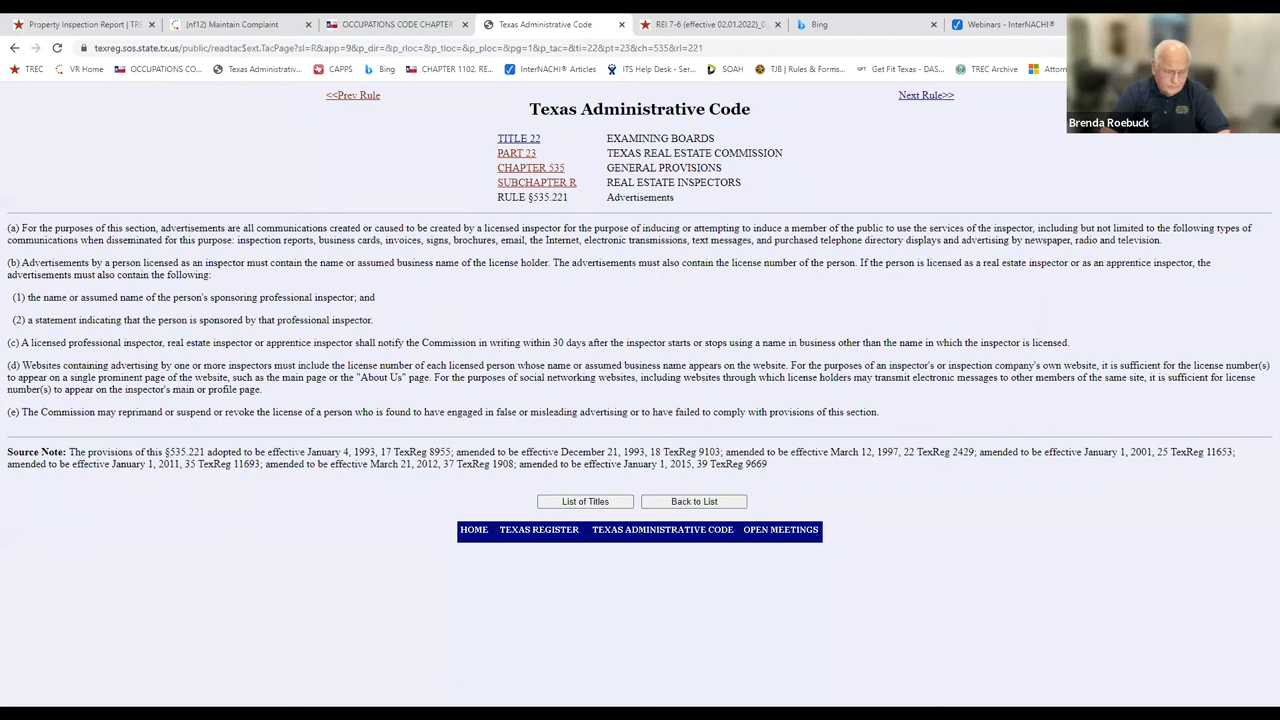 Property Inspection Report | TRE
(nf12) Maintain Complaint
OCCUPATIONS CODE CHAPTER
Texas Administrative Code
REI 7-6 (effective 02.01.2022)_0
Bing
Webinars - InterNACHI®
texreg.sos.state.tx.us/public/readtac$ext.TacPage?sl=R&app=9&p_dir=&p_rloc=&p_tloc=&p_ploc=&pg=1&p_tac=&ti=22&pt=23&ch=535&rl=221
TREC
VR Home
OCCUPATIONS CO...
Texas Administrativ...
CAPPS
Bing
CHAPTER 1102. RE...
InterNACHI® Articles
ITS Help Desk - Ser...
SOAH
TJB | Rules & Forms...
Get Fit Texas - DAS...
TREC Archive
Attorn
Brenda Roebuck
<<Prev Rule
Next Rule>>
Texas Administrative Code
TITLE 22 EXAMINING BOARDS
PART 23 TEXAS REAL ESTATE COMMISSION
CHAPTER 535 GENERAL PROVISIONS
SUBCHAPTER R REAL ESTATE INSPECTORS
RULE §535.221 Advertisements
(a) For the purposes of this section, advertisements are all communications created or caused to be created by a licensed inspector for the purpose of inducing or attempting to induce a member of the public to use the services of the inspector, including but not limited to the following types of
communications when disseminated for this purpose: inspection reports, business cards, invoices, signs, brochures, email, the Internet, electronic transmissions, text messages, and purchased telephone directory displays and advertising by newspaper, radio and television.
(b) Advertisements by a person licensed as an inspector must contain the name or assumed business name of the license holder. The advertisements must also contain the license number of the person. If the person is licensed as a real estate inspector or as an apprentice inspector, the
advertisements must also contain the following:
(1) the name or assumed name of the person's sponsoring professional inspector; and
(2) a statement indicating that the person is sponsored by that professional inspector.
(c) A licensed professional inspector, real estate inspector or apprentice inspector shall notify the Commission in writing within 30 days after the inspector starts or stops using a name in business other than the name in which the inspector is licensed.
(d) Websites containing advertising by one or more inspectors must include the license number of each licensed person whose name or assumed business name appears on the website. For the purposes of an inspector's or inspection company's own website, it is sufficient for the license number(s)
to appear on a single prominent page of the website, such as the main page or the "About Us" page. For the purposes of social networking websites, including websites through which license holders may transmit electronic messages to other members of the same site, it is sufficient for license
number(s) to appear on the inspector's main or profile page.
(e) The Commission may reprimand or suspend or revoke the license of a person who is found to have engaged in false or misleading advertising or to have failed to comply with provisions of this section.
Source Note: The provisions of this §535.221 adopted to be effective January 4, 1993, 17 TexReg 8955; amended to be effective December 21, 1993, 18 TexReg 9103; amended to be effective March 12, 1997, 22 TexReg 2429; amended to be effective January 1, 2001, 25 TexReg 11653;
amended to be effective January 1, 2011, 35 TexReg 11693; amended to be effective March 21, 2012, 37 TexReg 1908; amended to be effective January 1, 2015, 39 TexReg 9669
List of Titles
Back to List
HOME TEXAS REGISTER TEXAS ADMINISTRATIVE CODE OPEN MEETINGS